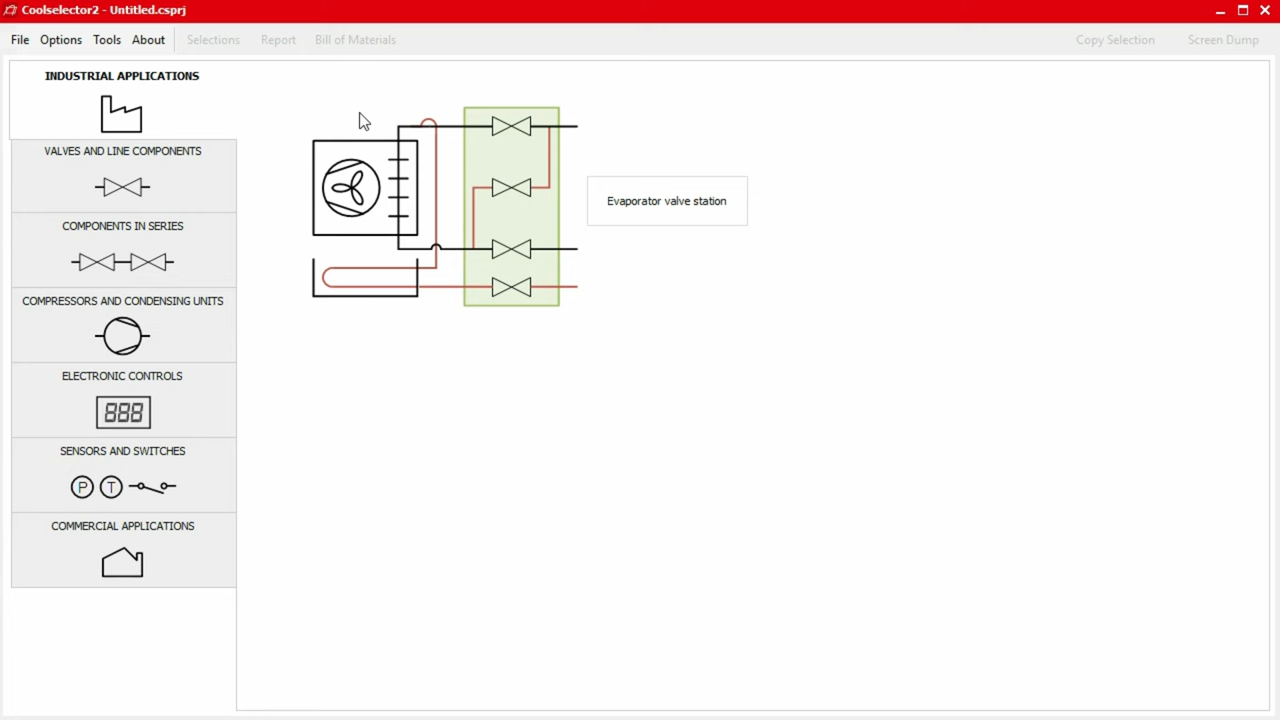 Coolselector2 - Untitled.csprj
File Options Tools About Selections Report Bill of Materials Copy Selection Screen Dump
INDUSTRIAL APPLICATIONS
VALVES AND LINE COMPONENTS
COMPONENTS IN SERIES
COMPRESSORS AND CONDENSING UNITS
ELECTRONIC CONTROLS
888
SENSORS AND SWITCHES
P T
COMMERCIAL APPLICATIONS
Evaporator valve station